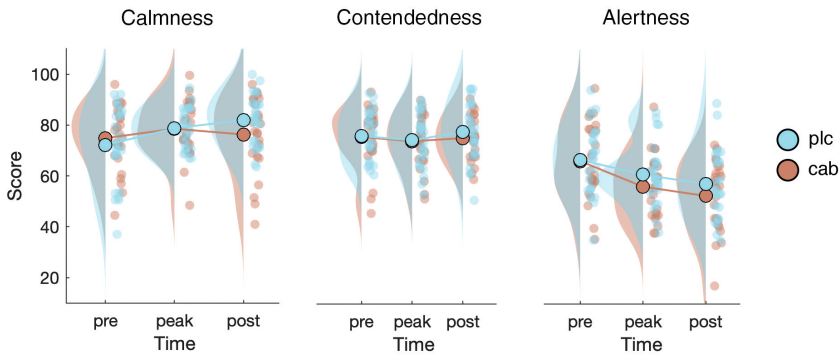 Calmness
Contendedness
Alertness
Score
100
80
60
40
20
pre peak post
Time
pre peak post
Time
pre peak post
Time
plc
cab